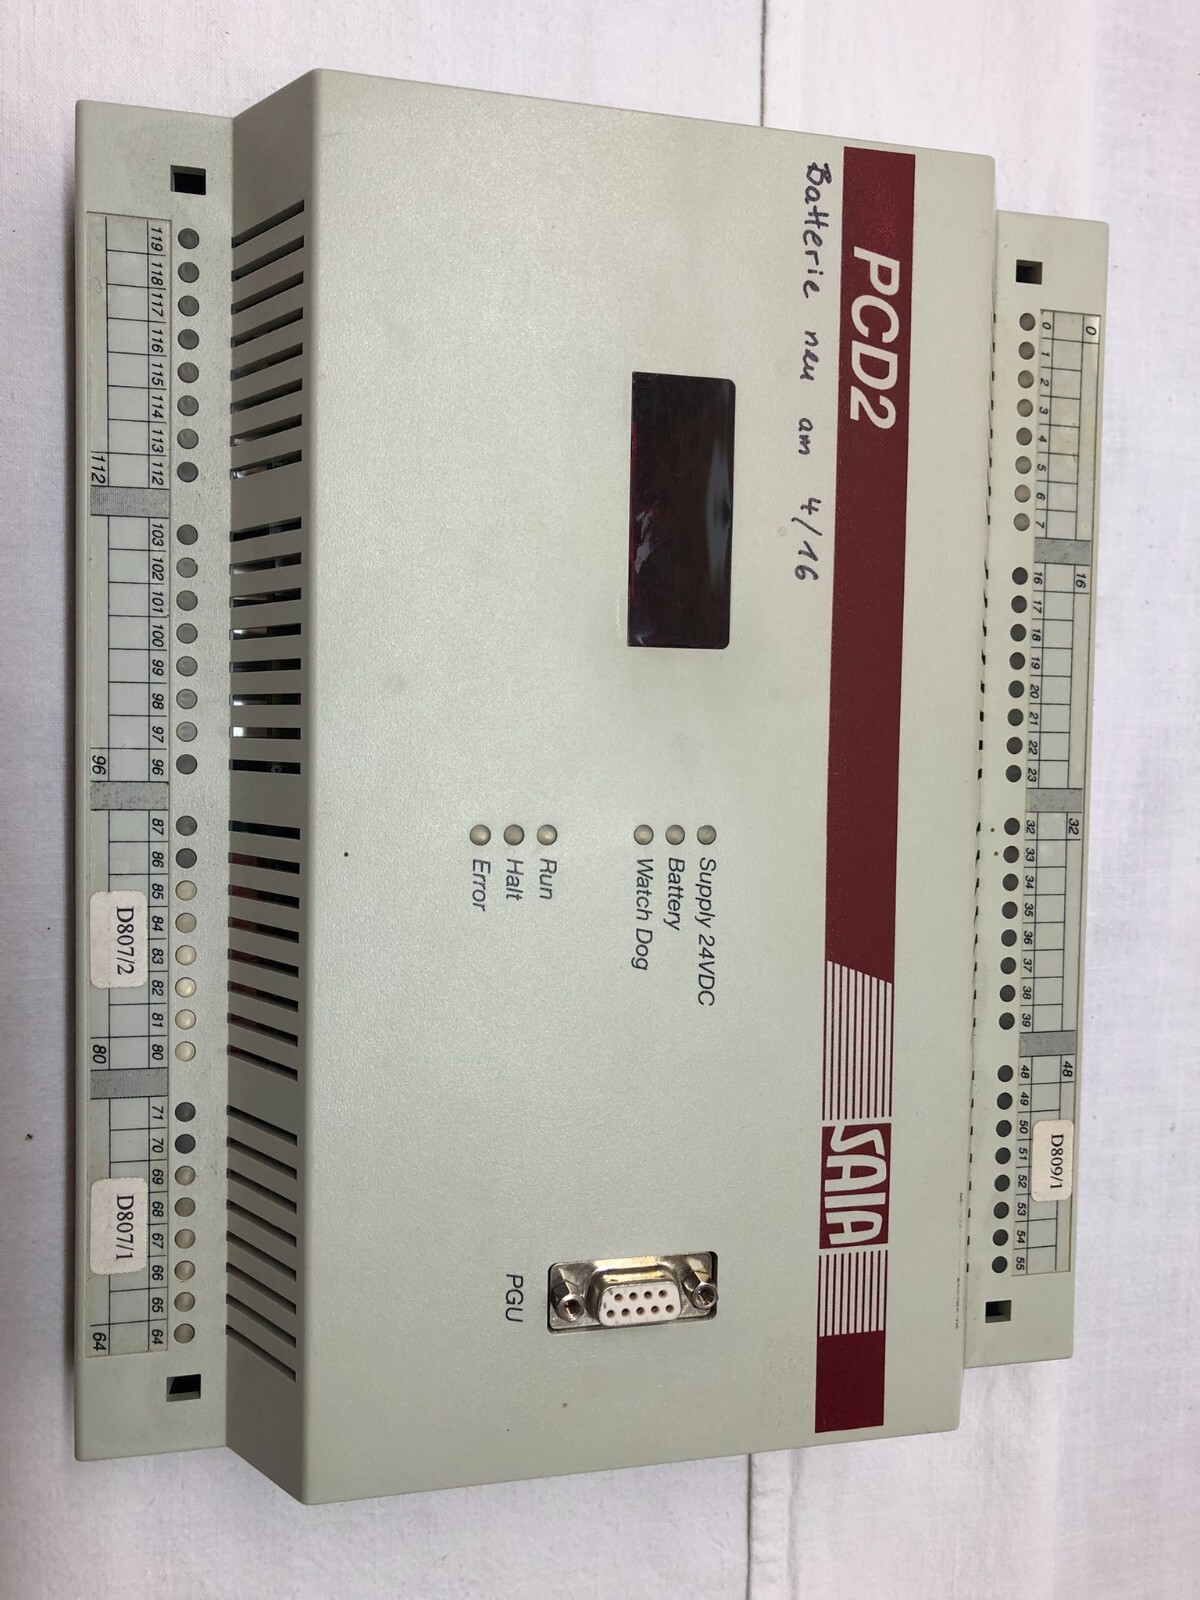 0 16 32 48
D809/1
0 1 2 3 4 5 6 7 16 17 18 19 20 21 22 23 32 33 34 35 36 37 38 39 48 49 50 51 52 53 54 55
PCD2 SAIA
Batterie neu am 4/16
Supply 24VDC
Battery
Watch Dog
Run
Halt
Error
PGU
119 118 117 116 115 114 113 112 103 102 101 100 99 98 97 96 87 86 85 84 83 82 81 80 71 70 69 68 67 66 65 64
D807/2 D807/1
112 96 80 64